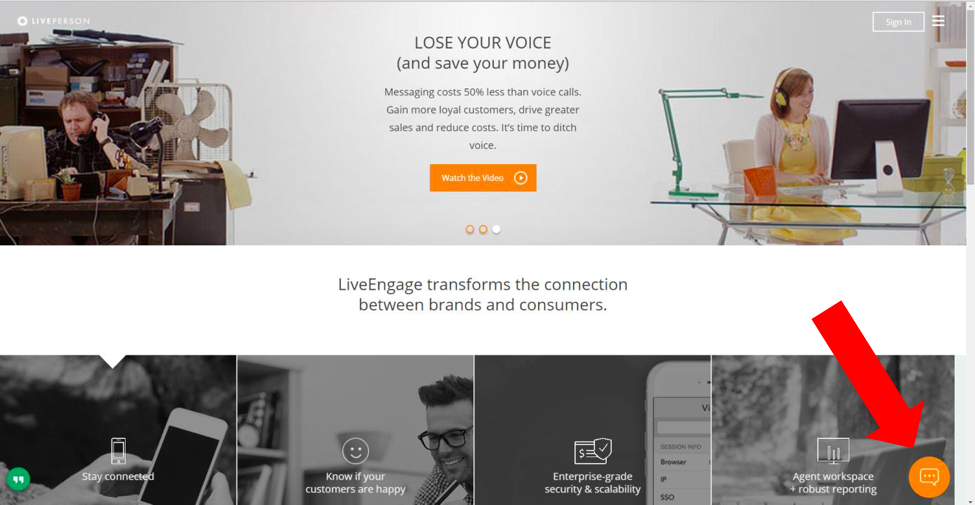 LIVEPERSON
Sign In
LOSE YOUR VOICE
(and save your money)
Messaging costs 50% less than voice calls.
Gain more loyal customers, drive greater
sales and reduce costs. It's time to ditch
voice.
Watch the Video
LiveEngage transforms the connection
between brands and consumers.
Stay connected
Know if your
customers are happy
Enterprise-grade
security & scalability
Vi
SESSION INFO
Browser
IP
SSO
Agent workspace
+ robust reporting